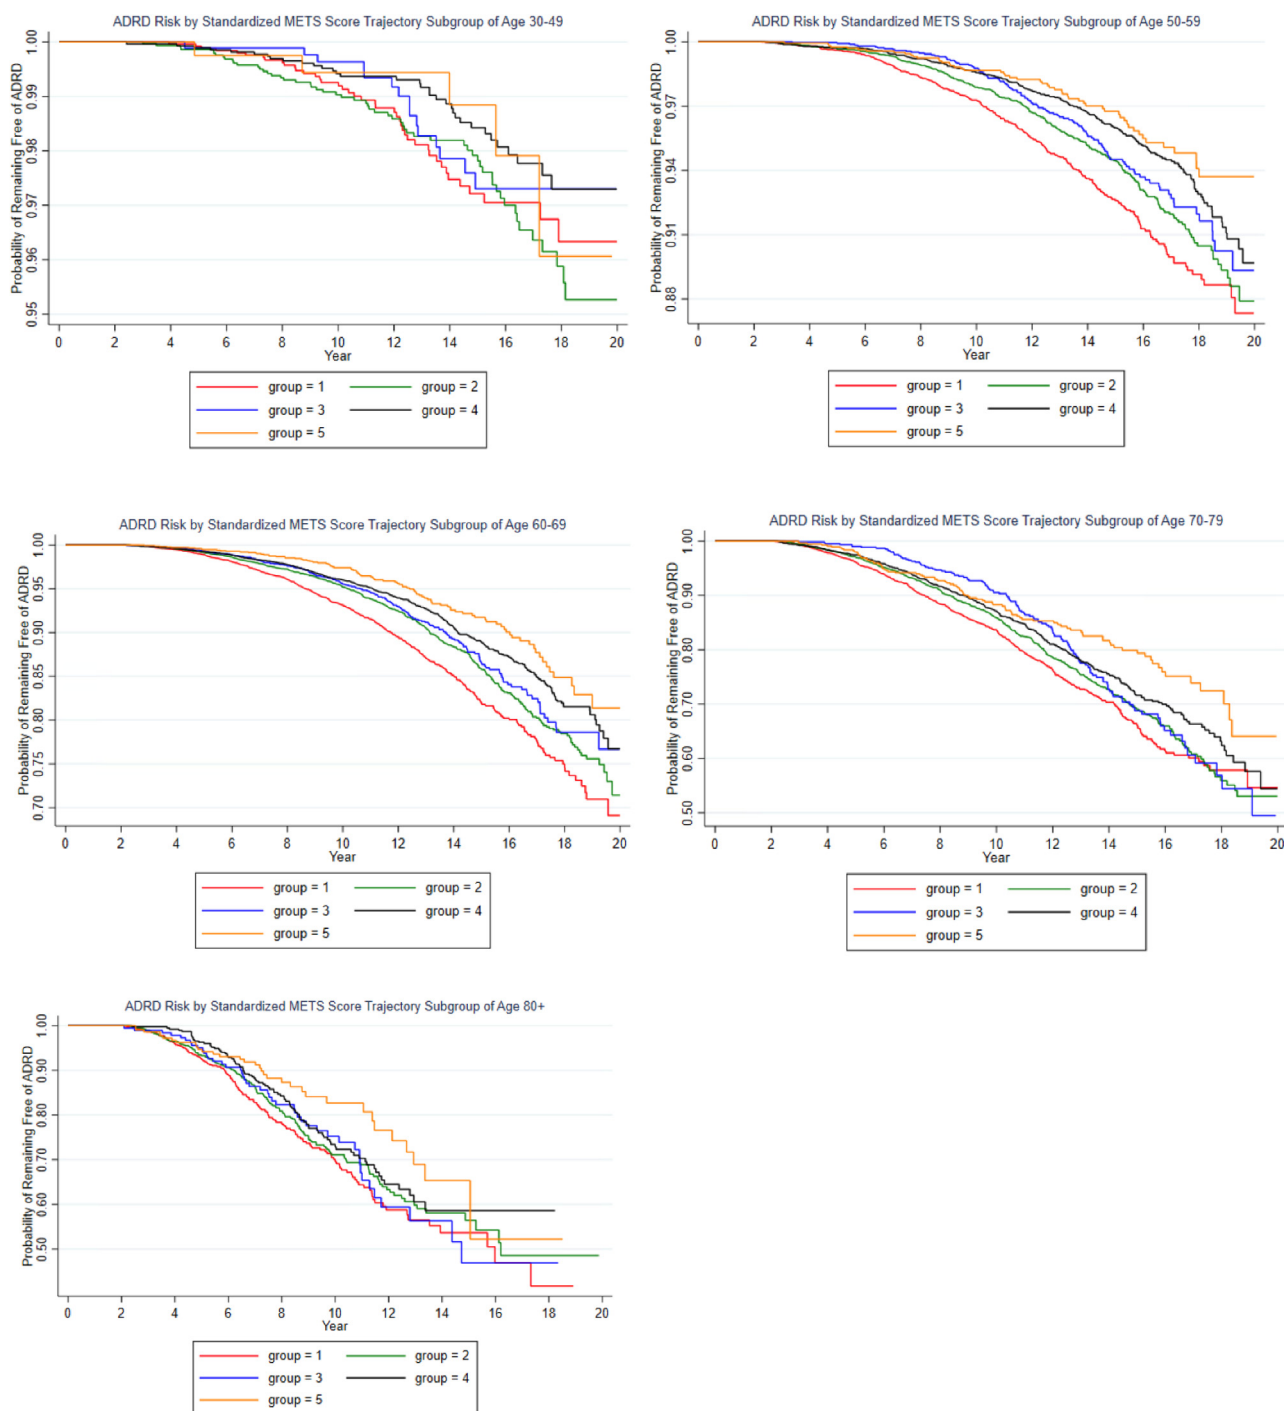 ADRD Risk by Standardized METS Score Trajectory Subgroup of Age 30-49
Probability of Remaining Free of ADRD
1.00
0.99
0.98
0.97
0.96
0.95
0 2 4 6 8 10 12 14 16 18 20
Year
group = 1 group = 2
group = 3 group = 4
group = 5
ADRD Risk by Standardized METS Score Trajectory Subgroup of Age 50-59
Probability of Remaining Free of ADRD
1.00
0.97
0.94
0.91
0.88
0 2 4 6 8 10 12 14 16 18 20
Year
group = 1 group = 2
group = 3 group = 4
group = 5
ADRD Risk by Standardized METS Score Trajectory Subgroup of Age 60-69
Probability of Remaining Free of ADRD
1.00
0.95
0.90
0.85
0.80
0.75
0.70
0 2 4 6 8 10 12 14 16 18 20
Year
group = 1 group = 2
group = 3 group = 4
group = 5
ADRD Risk by Standardized METS Score Trajectory Subgroup of Age 70-79
Probability of Remaining Free of ADRD
1.00
0.90
0.80
0.70
0.60
0.50
0 2 4 6 8 10 12 14 16 18 20
Year
group = 1 group = 2
group = 3 group = 4
group = 5
ADRD Risk by Standardized METS Score Trajectory Subgroup of Age 80+
Probability of Remaining Free of ADRD
1.00
0.90
0.80
0.70
0.60
0.50
0 2 4 6 8 10 12 14 16 18 20
Year
group = 1 group = 2
group = 3 group = 4
group = 5